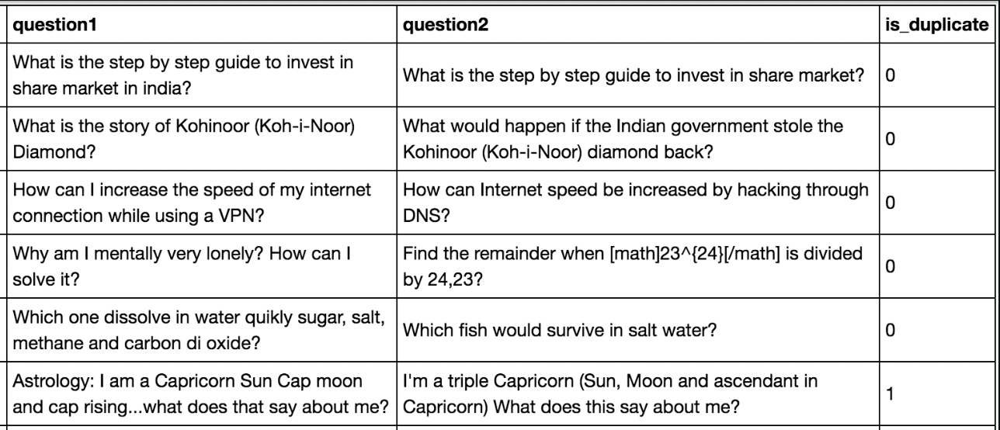 question1 question2 is_duplicate
What is the step by step guide to invest in
share market in india?
What is the step by step guide to invest in share market?
0
What is the story of Kohinoor (Koh-i-Noor)
Diamond?
What would happen if the Indian government stole the
Kohinoor (Koh-i-Noor) diamond back?
0
How can I increase the speed of my internet
connection while using a VPN?
How can Internet speed be increased by hacking through
DNS?
0
Why am I mentally very lonely? How can I
solve it?
Find the remainder when [math]23^{24}[/math] is divided
by 24,23?
0
Which one dissolve in water quikly sugar, salt,
methane and carbon di oxide?
Which fish would survive in salt water?
0
Astrology: I am a Capricorn Sun Cap moon
and cap rising...what does that say about me?
I'm a triple Capricorn (Sun, Moon and ascendant in
Capricorn) What does this say about me?
1